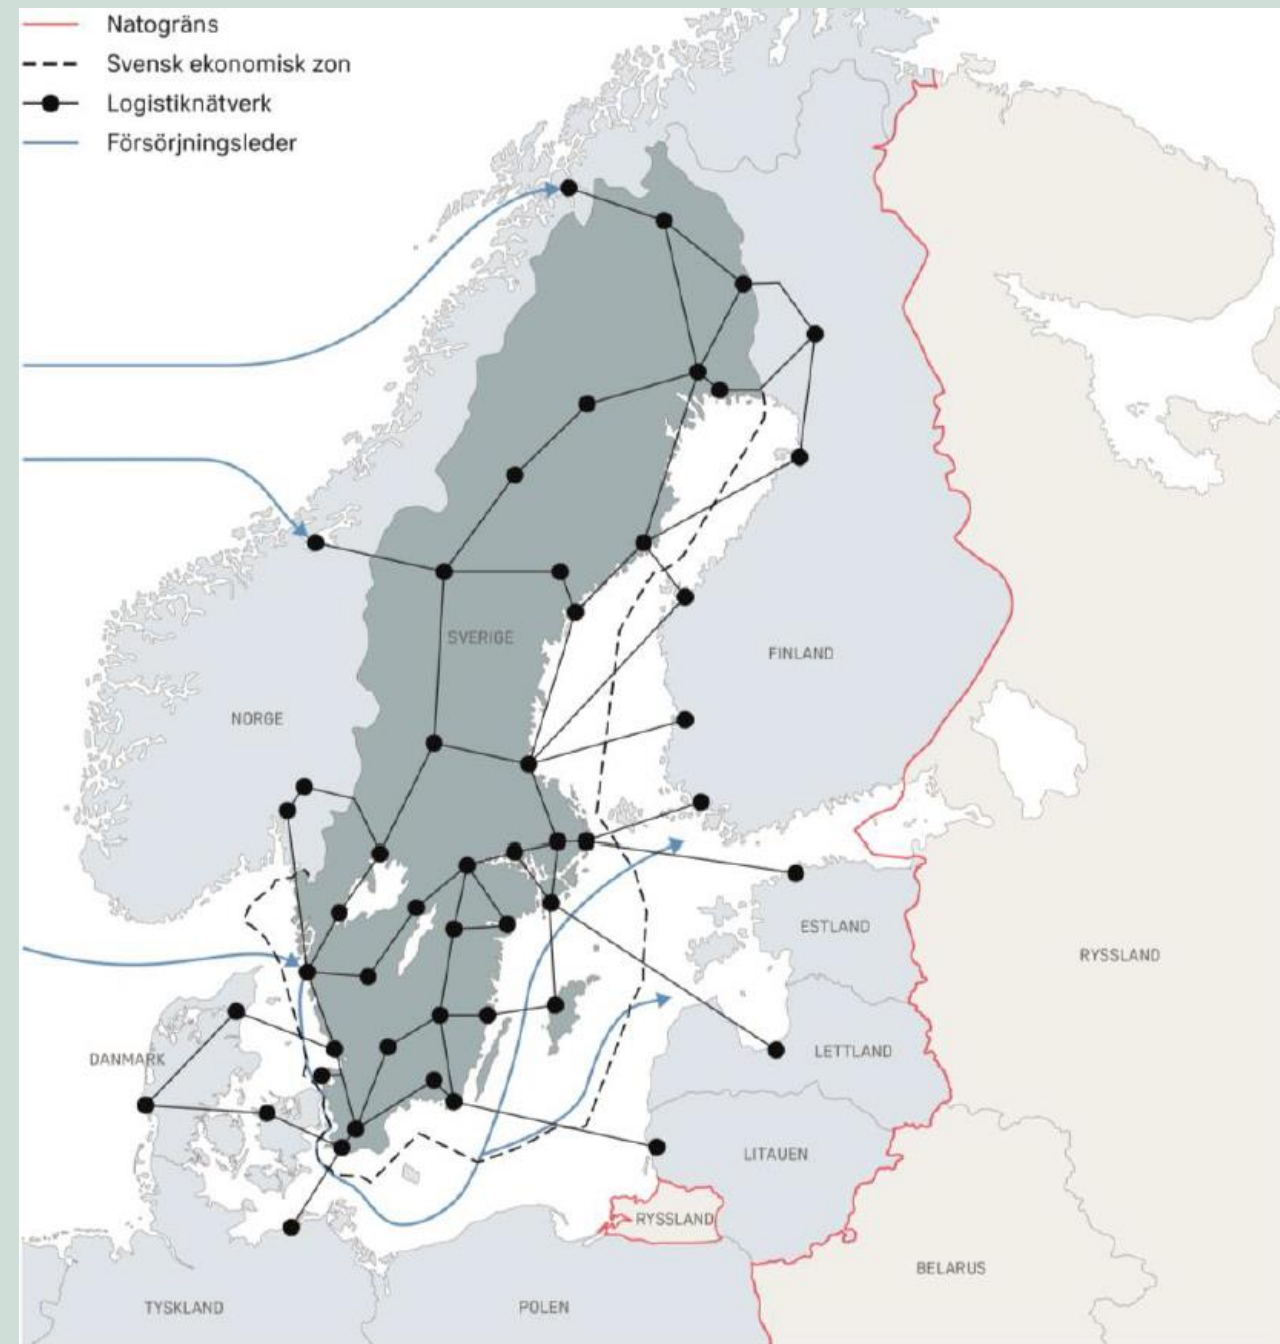 Natogräns
Svensk ekonomisk zon
Logistiknätverk
Försörjningsleder
SVERIGE
FINLAND
NORGE
ESTLAND
RYSSLAND
DANMARK
LETTLAND
LITAUEN
RYSSLAND
BELARUS
TYSKLAND
POLEN